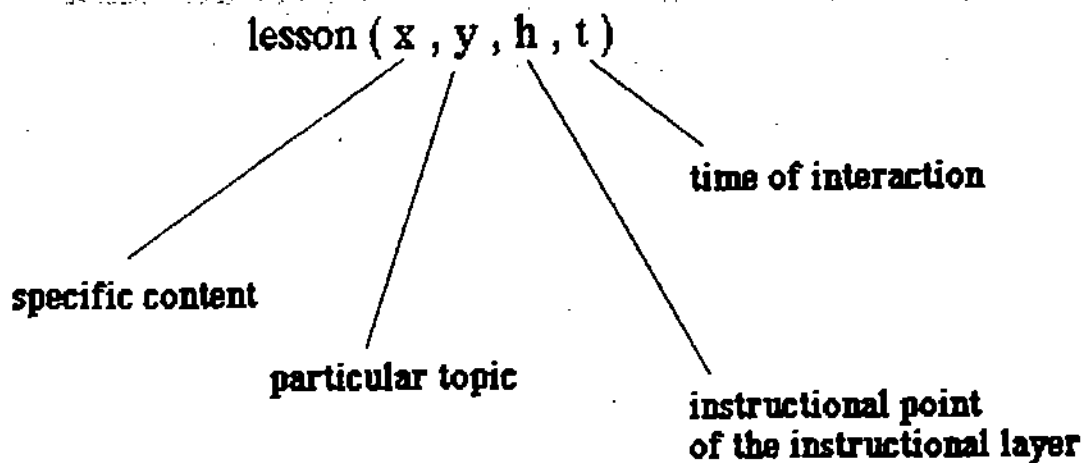 lesson ( x , y , h , t )
time of interaction
specific content
particular topic
instructional point
of the instructional layer